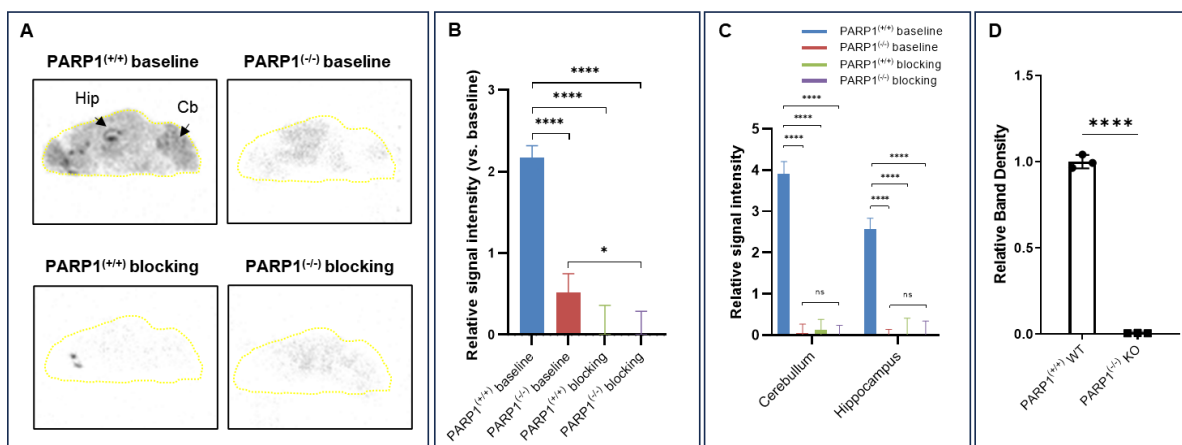 A
PARP1(+/+) baseline
PARP1(-/-) baseline
Hip
Cb
PARP1(+/+) blocking
PARP1(-/-) blocking
B
Relative signal intensity (vs. baseline)
3
2
1
0
****
****
****
*
PARP1(+/+) baseline
PARP1(-/-) baseline
PARP1(+/+) blocking
PARP1(-/-) blocking
C
PARP1(+/+) baseline
PARP1(-/-) baseline
PARP1(+/+) blocking
PARP1(-/-) blocking
Relative signal intensity
5
4
3
2
1
0
****
****
****
ns
****
****
****
ns
Cerebullum
Hippocampus
D
Relative Band Density
1.5
1.0
0.5
0.0
****
PARP1(+/+) WT
PARP1(-/-) KO